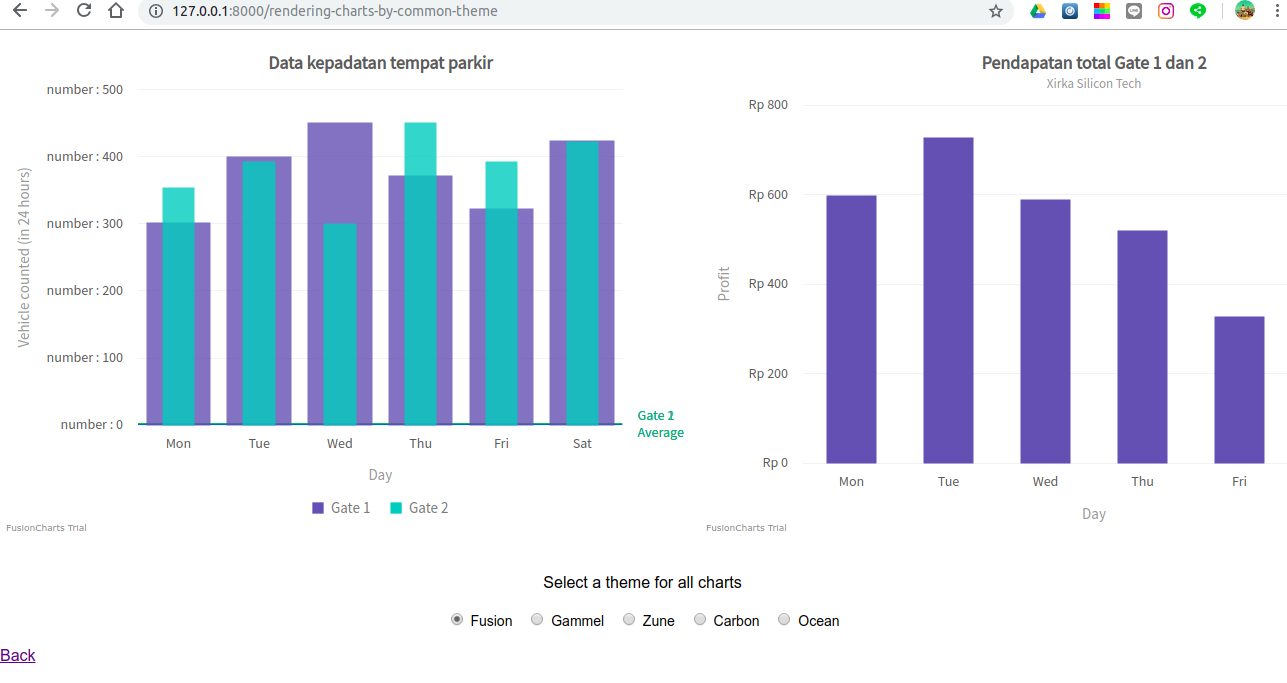 127.0.0.1:8000/rendering-charts-by-common-theme
Data kepadatan tempat parkir
number : 500
number : 400
number : 300
number : 200
number : 100
number : 0
Vehicle counted (in 24 hours)
Mon Tue Wed Thu Fri Sat
Day
Gate 1 Gate 2
Average
FusionCharts Trial
Pendapatan total Gate 1 dan 2
Xirka Silicon Tech
Rp 800
Rp 600
Rp 400
Rp 200
Rp 0
Profit
Mon Tue Wed Thu Fri
Day
FusionCharts Trial
Select a theme for all charts
Fusion Gammel Zune Carbon Ocean
Back